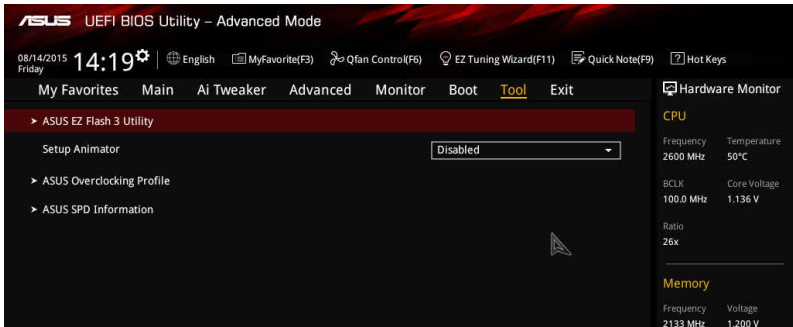 ASUS UEFI BIOS Utility – Advanced Mode
08/14/2015 Friday 14:19 English MyFavorite(F3) Qfan Control(F6) EZ Tuning Wizard(F11) Quick Note(F9) ? Hot Keys
My Favorites Main Ai Tweaker Advanced Monitor Boot Tool Exit
Hardware Monitor
> ASUS EZ Flash 3 Utility
Setup Animator Disabled
> ASUS Overclocking Profile
> ASUS SPD Information
CPU
Frequency Temperature
2600 MHz 50°C
BCLK Core Voltage
100.0 MHz 1.136 V
Ratio
26x
Memory
Frequency Voltage
2133 MHz 1.200 V